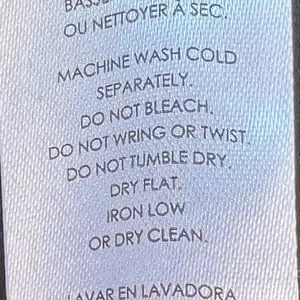 OU NETTOYER À SEC.
MACHINE WASH COLD
SEPARATELY.
DO NOT BLEACH.
DO NOT WRING OR TWIST.
DO NOT TUMBLE DRY.
DRY FLAT.
IRON LOW
OR DRY CLEAN.
LAVAR EN LAVADORA